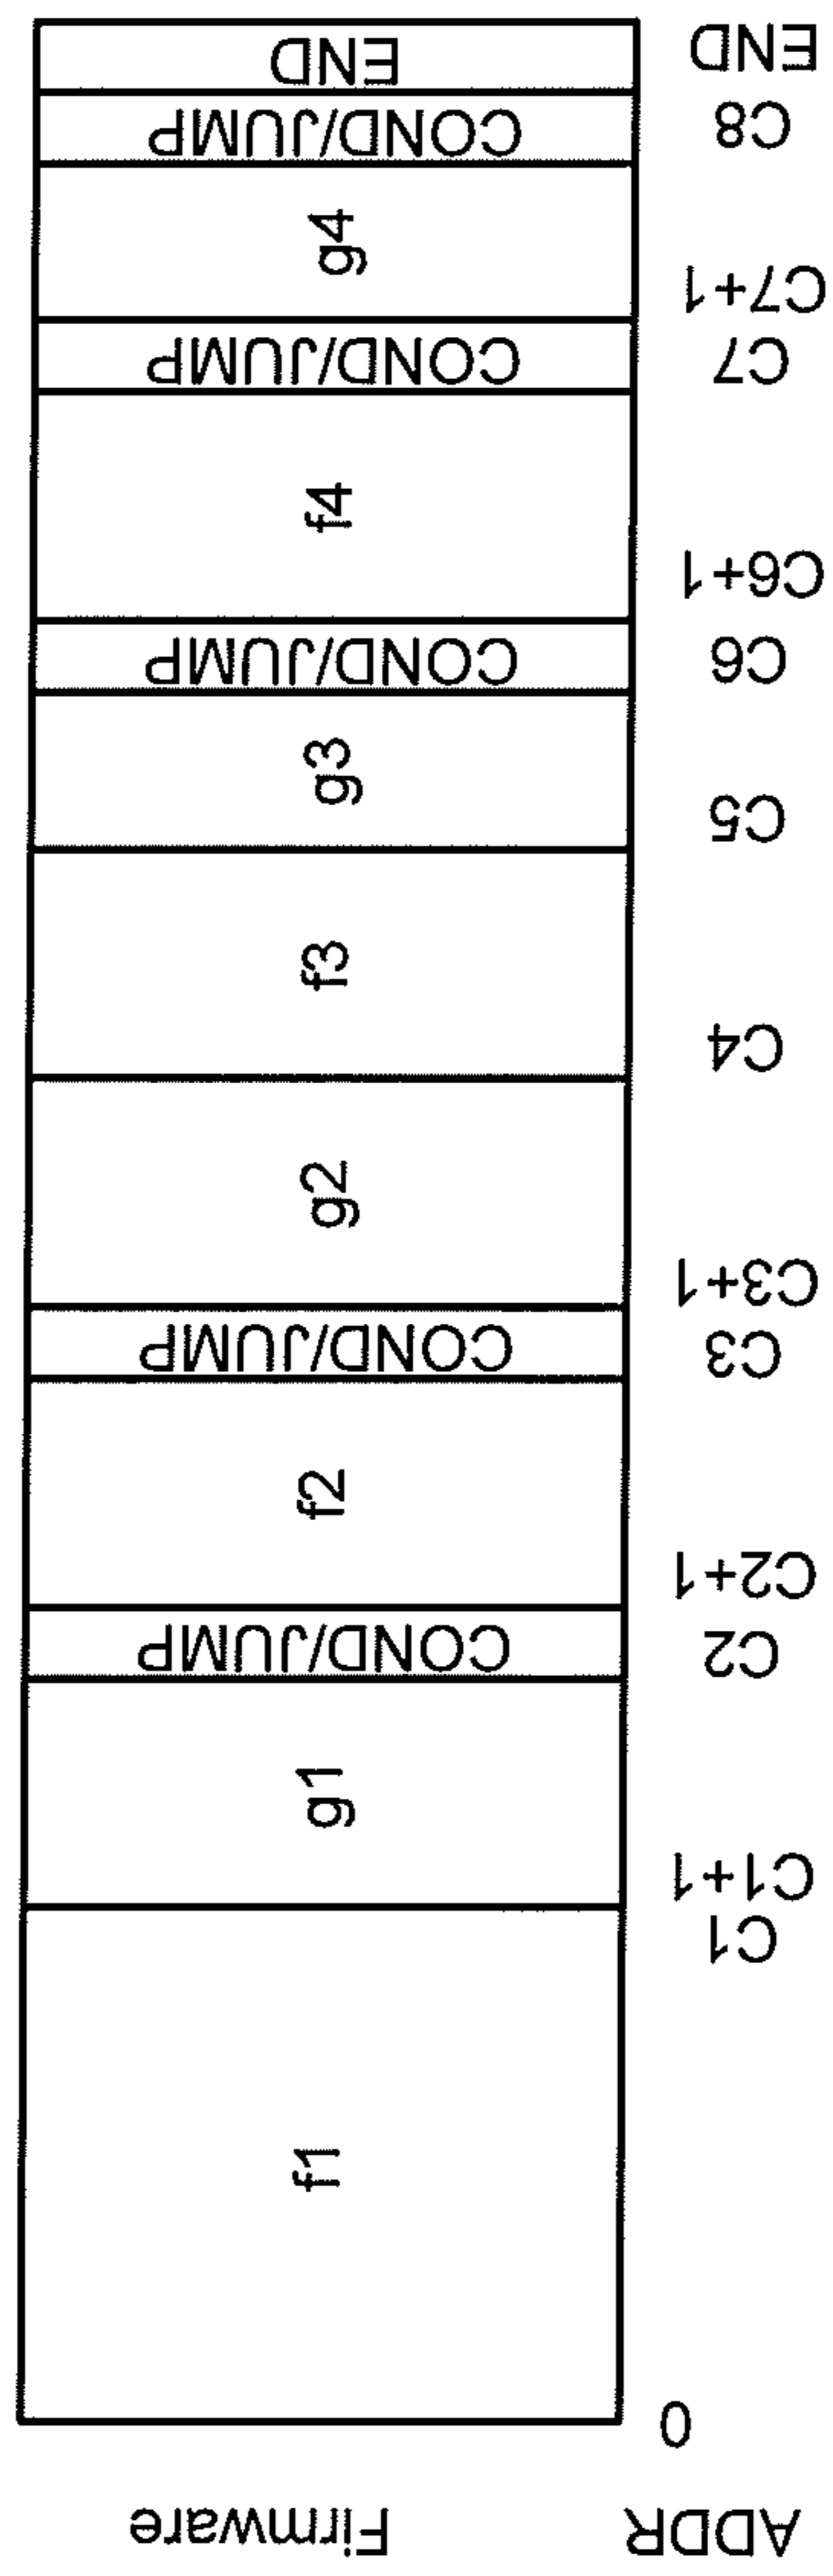 ADDR Firmware
0
f1
C1
C1+1
g1
C2 COND/JUMP
C2+1
f2
C3 COND/JUMP
C3+1
g2
C4
f3
C5
g3
C6 COND/JUMP
C6+1
f4
C7 COND/JUMP
C7+1
g4
C8 COND/JUMP
END END